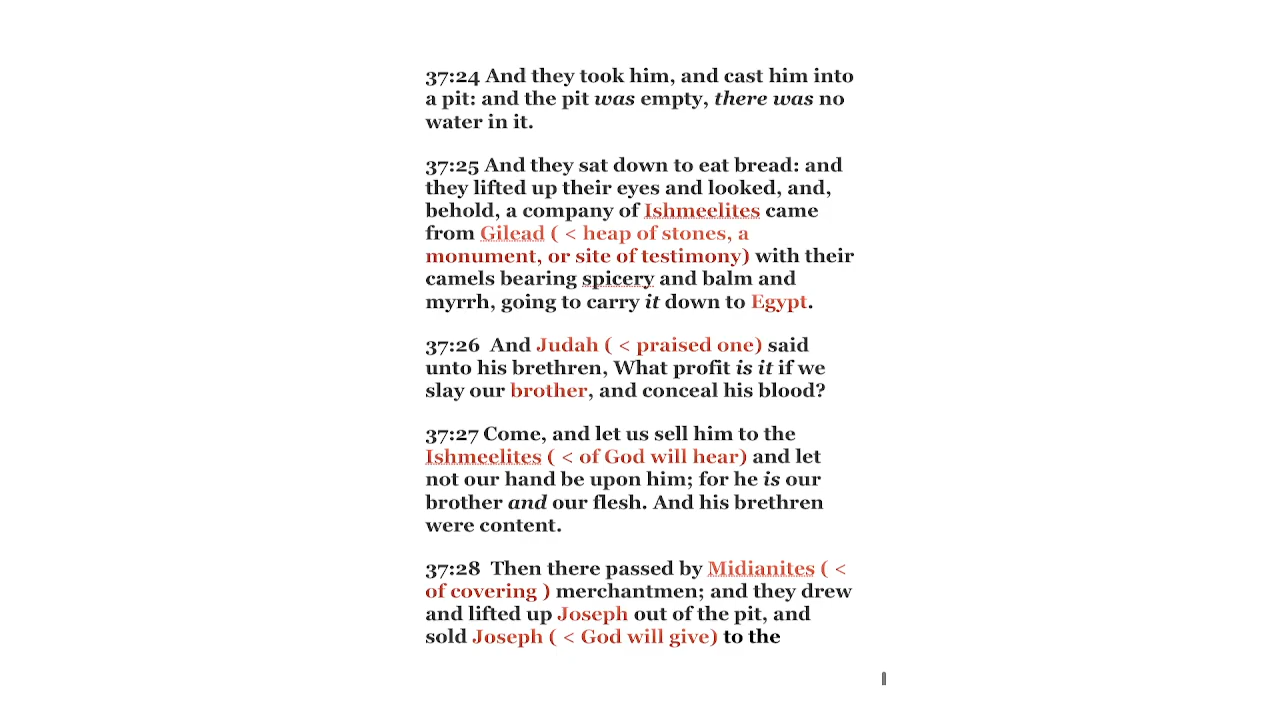 37:24 And they took him, and cast him into
a pit: and the pit was empty, there was no
water in it.
37:25 And they sat down to eat bread: and
they lifted up their eyes and looked, and,
behold, a company of Ishmeelites came
from Gilead ( < heap of stones, a
monument, or site of testimony) with their
camels bearing spicery and balm and
myrrh, going to carry it down to Egypt.
37:26 And Judah ( < praised one) said
unto his brethren, What profit is it if we
slay our brother, and conceal his blood?
37:27 Come, and let us sell him to the
Ishmeelites ( < of God will hear) and let
not our hand be upon him; for he is our
brother and our flesh. And his brethren
were content.
37:28 Then there passed by Midianites ( <
of covering ) merchantmen; and they drew
and lifted up Joseph out of the pit, and
sold Joseph ( < God will give) to the